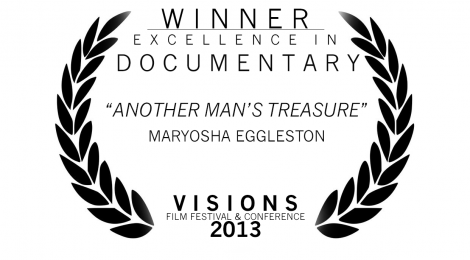 WINNER
EXCELLENCE IN
DOCUMENTARY
“ANOTHER MAN’S TREASURE”
MARYOSHA EGGLESTON
VISIONS
FILM FESTIVAL & CONFERENCE
2013